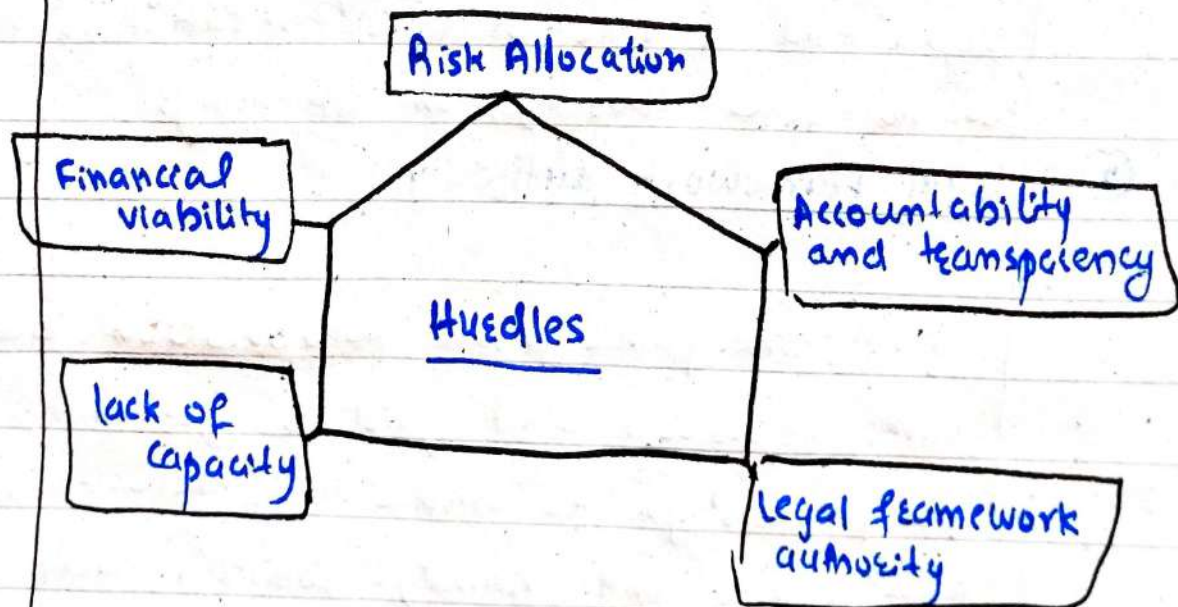 Risk Allocation
Financial
viability
Accountability
and transparency
Hurdles
lack of
capacity
Legal framework
authority